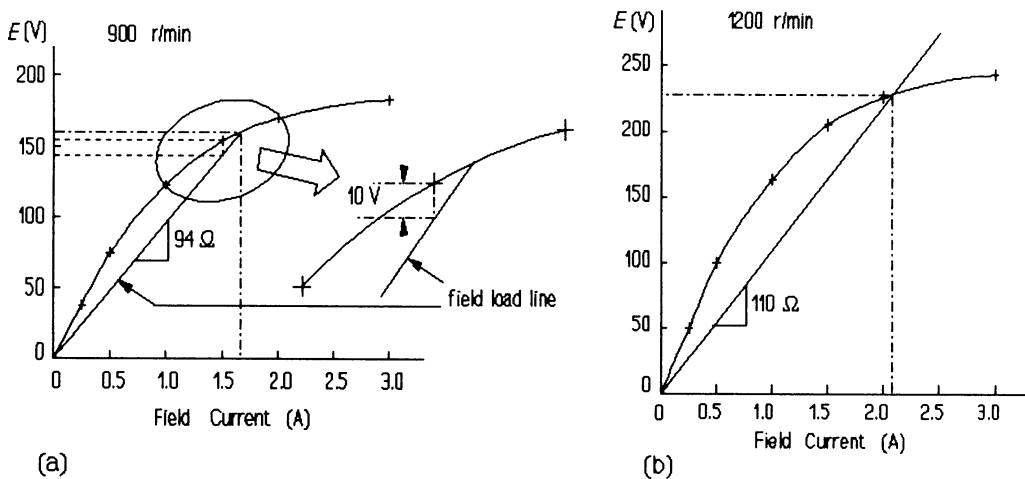 E (V)
900 r/min
200
150
100
50
0
94 Ω
10 V
field load line
0 0.5 1.0 1.5 2.0 2.5 3.0
Field Current (A)
(a)
E (V)
1200 r/min
250
200
150
100
50
0
110 Ω
0 0.5 1.0 1.5 2.0 2.5 3.0
Field Current (A)
(b)